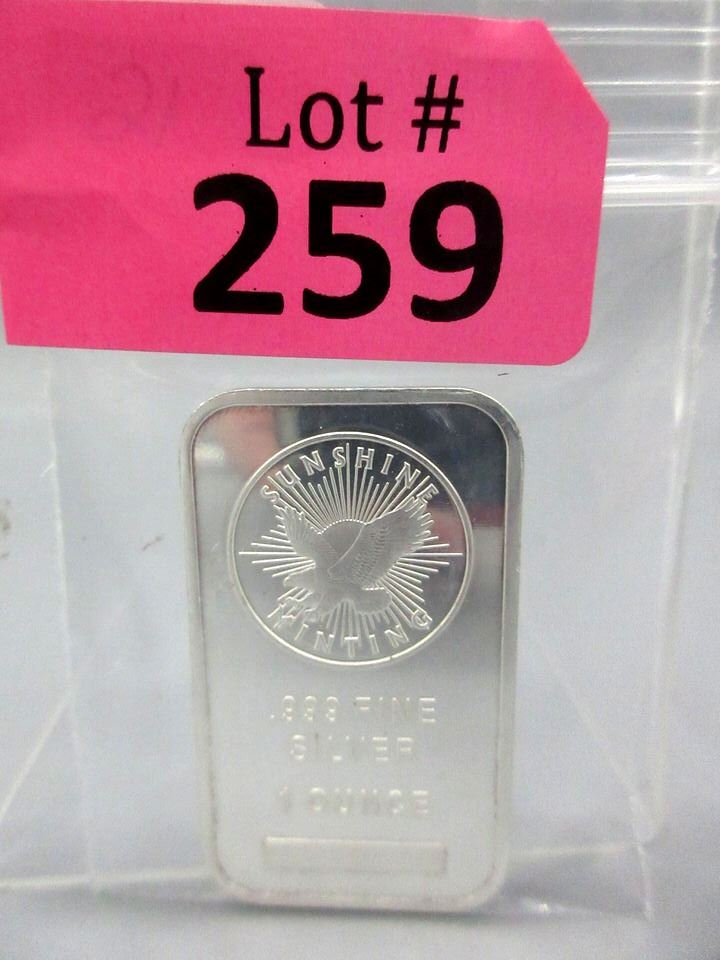 Lot #
259
SUNSHINE
MINTING
.999 FINE
SILVER
1 OUNCE